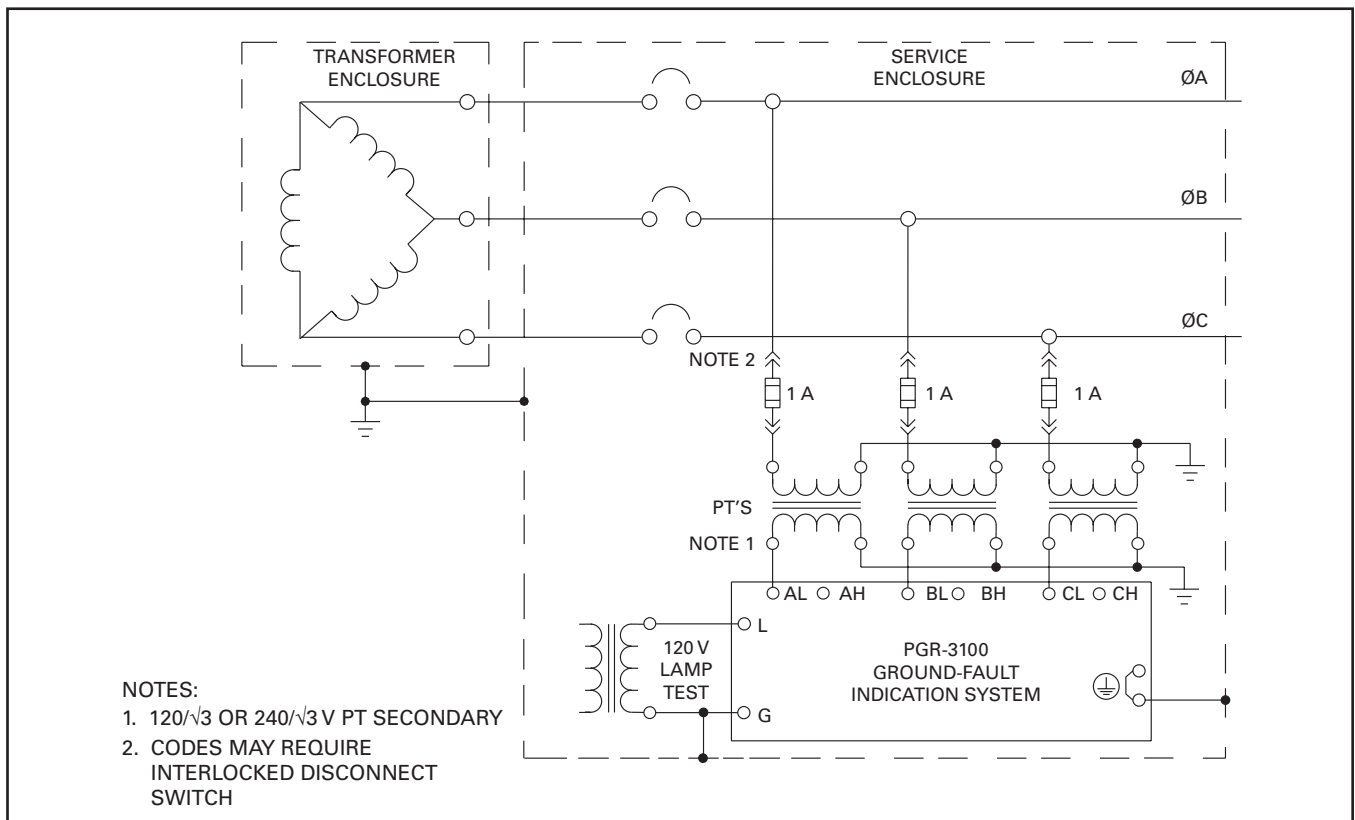 TRANSFORMER
ENCLOSURE
SERVICE
ENCLOSURE
ØA
ØB
ØC
NOTE 2
1 A
1 A
1 A
PT'S
NOTE 1
AL AH BL BH CL CH
L
120 V
LAMP
TEST
G
PGR-3100
GROUND-FAULT
INDICATION SYSTEM
NOTES:
1. 120/√3 OR 240/√3 V PT SECONDARY
2. CODES MAY REQUIRE
INTERLOCKED DISCONNECT
SWITCH